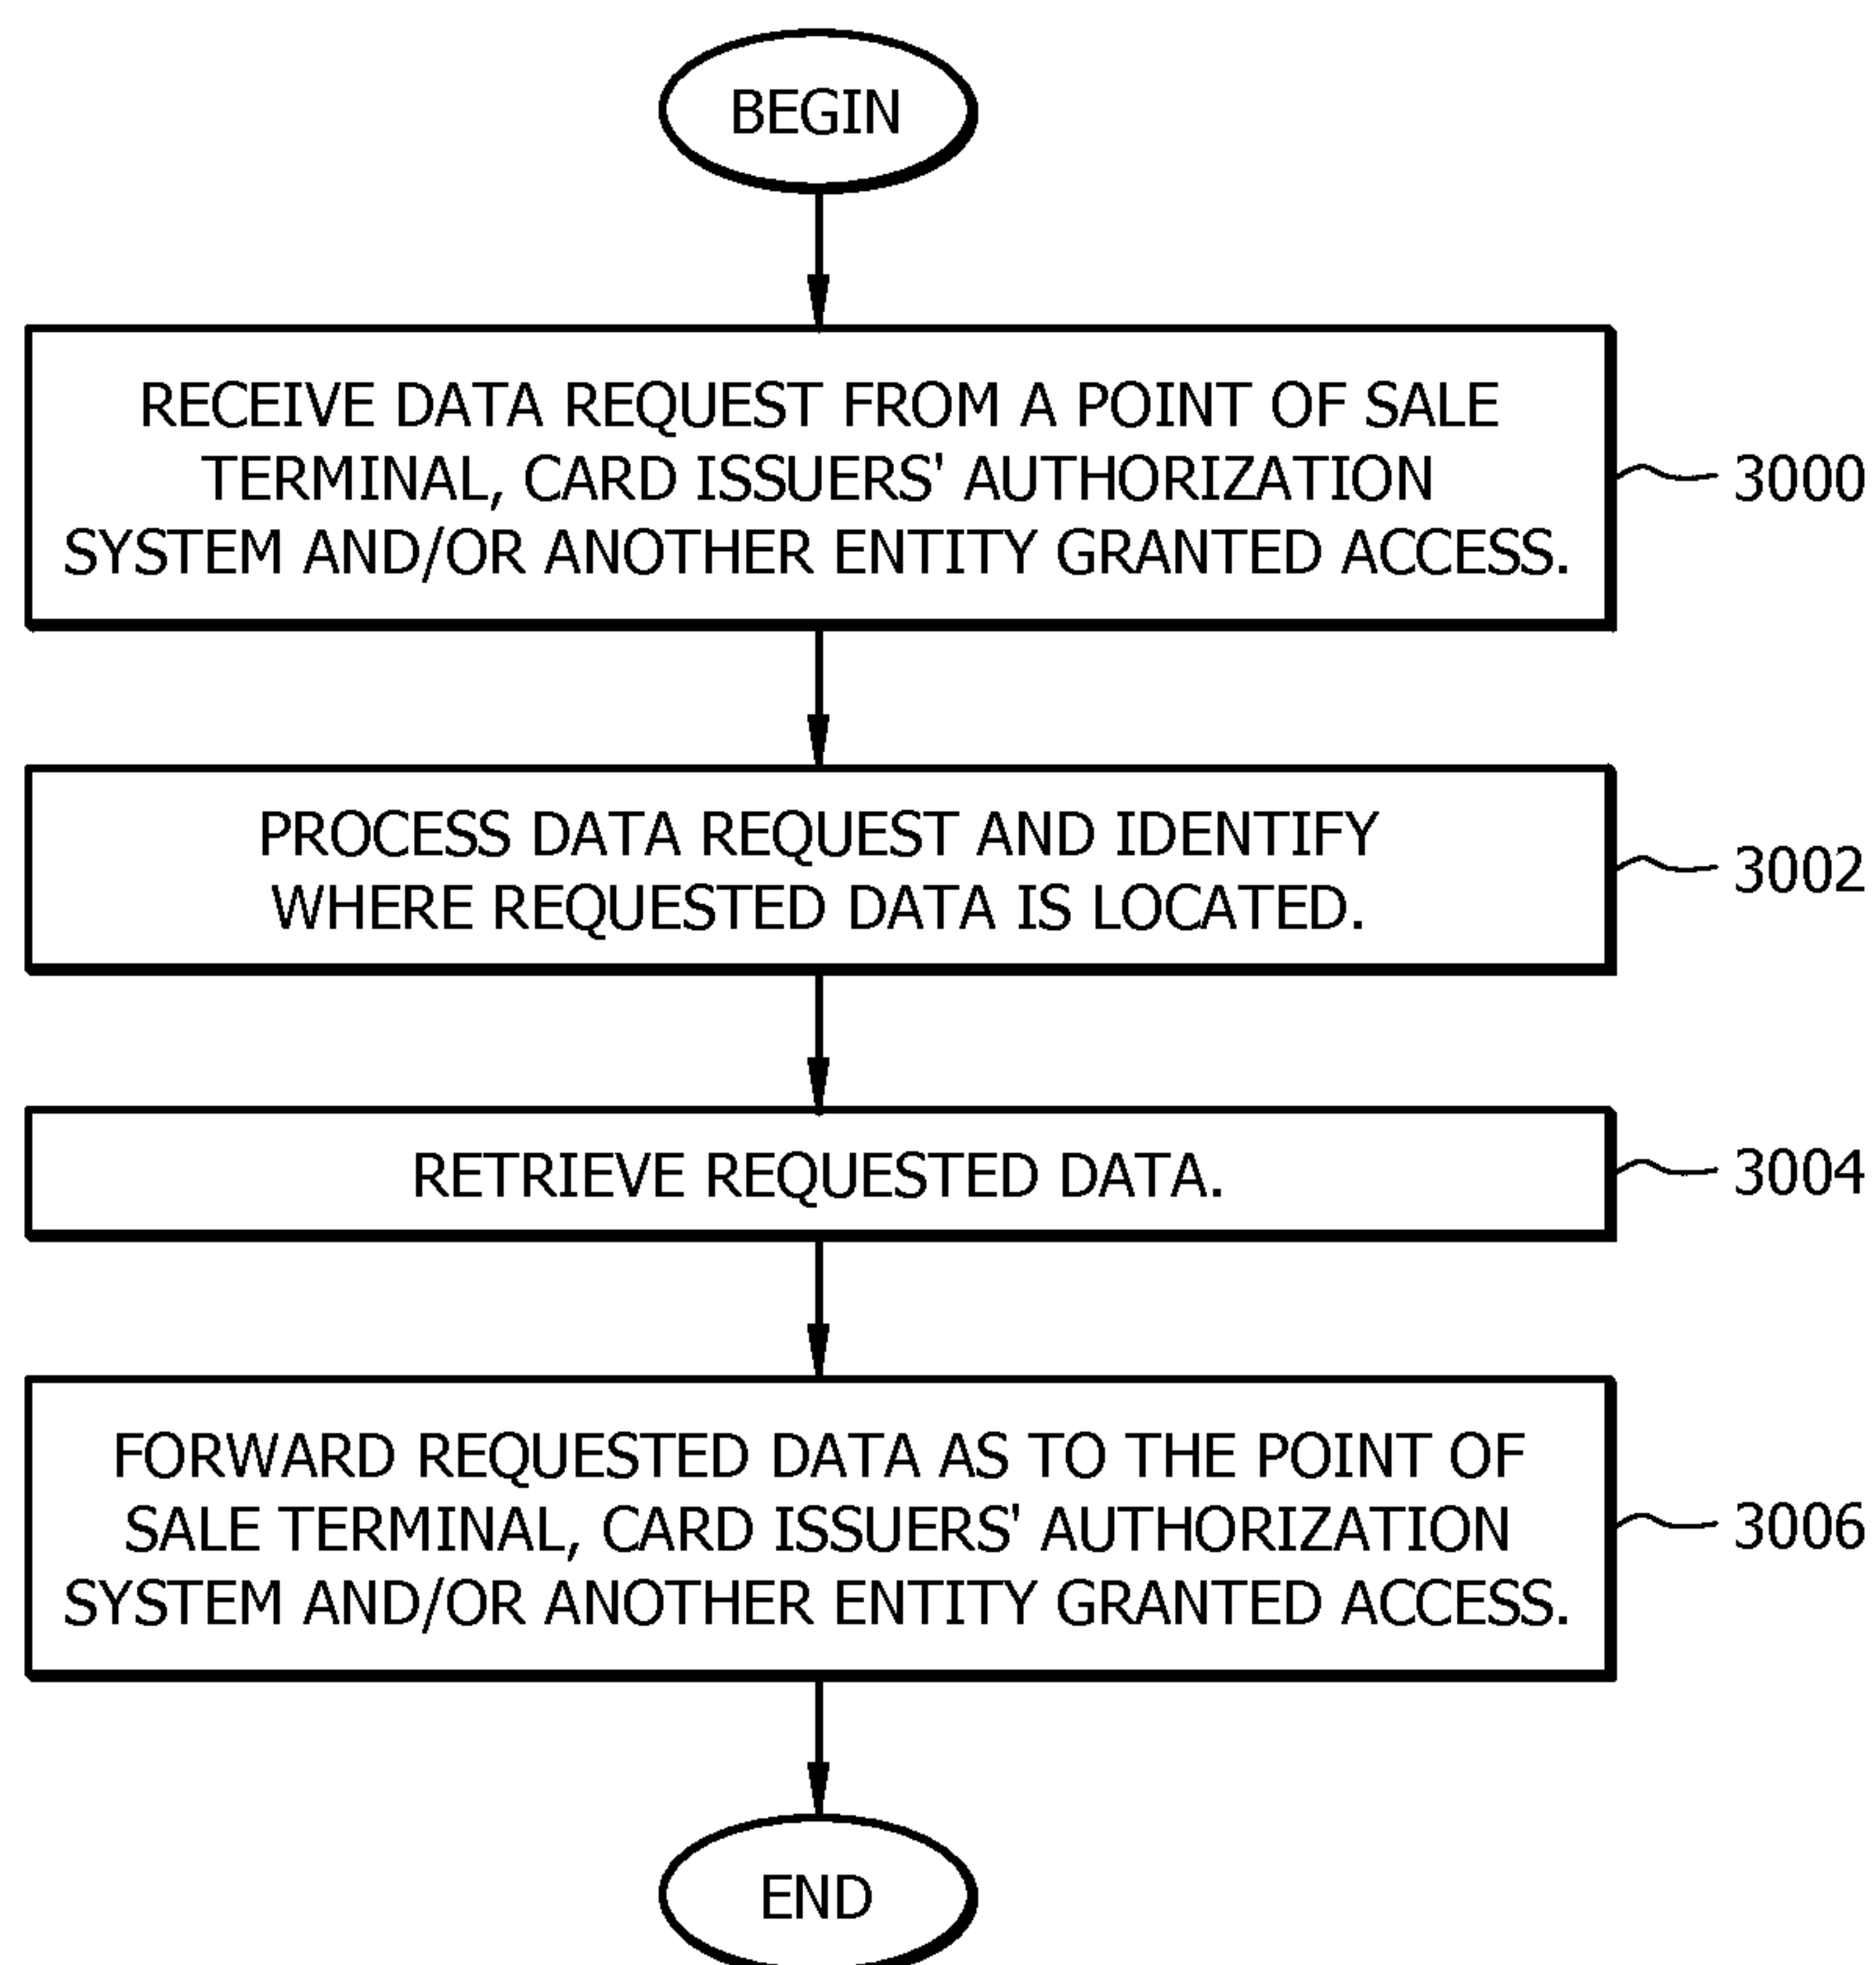 BEGIN
RECEIVE DATA REQUEST FROM A POINT OF SALE
TERMINAL, CARD ISSUERS' AUTHORIZATION
SYSTEM AND/OR ANOTHER ENTITY GRANTED ACCESS.
3000
PROCESS DATA REQUEST AND IDENTIFY
WHERE REQUESTED DATA IS LOCATED.
3002
RETRIEVE REQUESTED DATA.
3004
FORWARD REQUESTED DATA AS TO THE POINT OF
SALE TERMINAL, CARD ISSUERS' AUTHORIZATION
SYSTEM AND/OR ANOTHER ENTITY GRANTED ACCESS.
3006
END